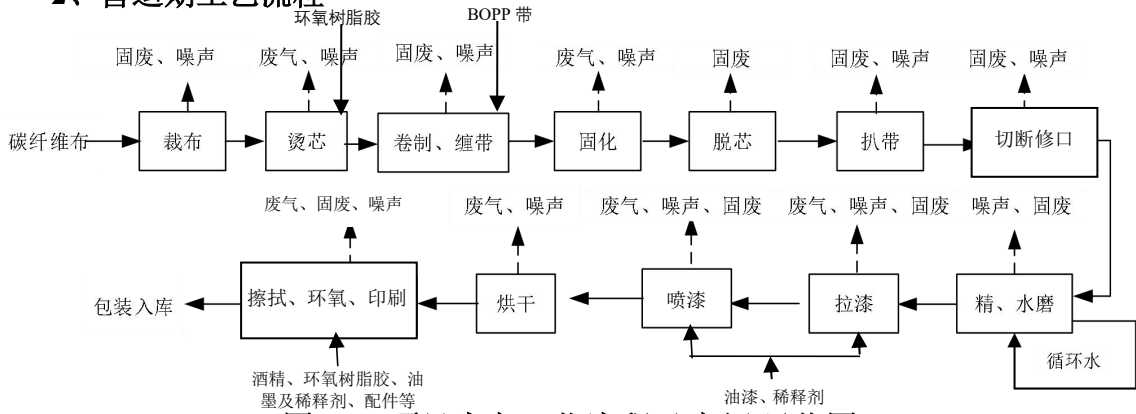 环氧树脂胶
BOPP 带
固废、噪声
废气、噪声
固废、噪声
废气、噪声
固废
固废、噪声
固废、噪声
碳纤维布
裁布
烫芯
卷制、缠带
固化
脱芯
扒带
切断修口
废气、固废、噪声
废气、噪声
废气、噪声、固废
废气、噪声、固废
噪声、固废
包装入库
擦拭、环氧、印刷
烘干
喷漆
拉漆
精、水磨
循环水
酒精、环氧树脂胶、油
墨及稀释剂、配件等
油漆、稀释剂